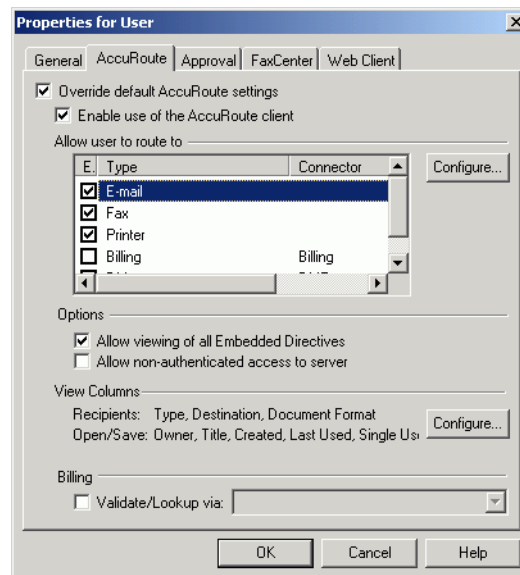 Properties for User
General AccuRoute Approval FaxCenter Web Client
Override default AccuRoute settings
Enable use of the AccuRoute client
Allow user to route to
E. Type Connector
Configure...
E-mail
Fax
Printer
Billing Billing
Options
Allow viewing of all Embedded Directives
Allow non-authenticated access to server
View Columns
Recipients: Type, Destination, Document Format
Open/Save: Owner, Title, Created, Last Used, Single
Configure...
Billing
Validate/Lookup via:
OK Cancel Help